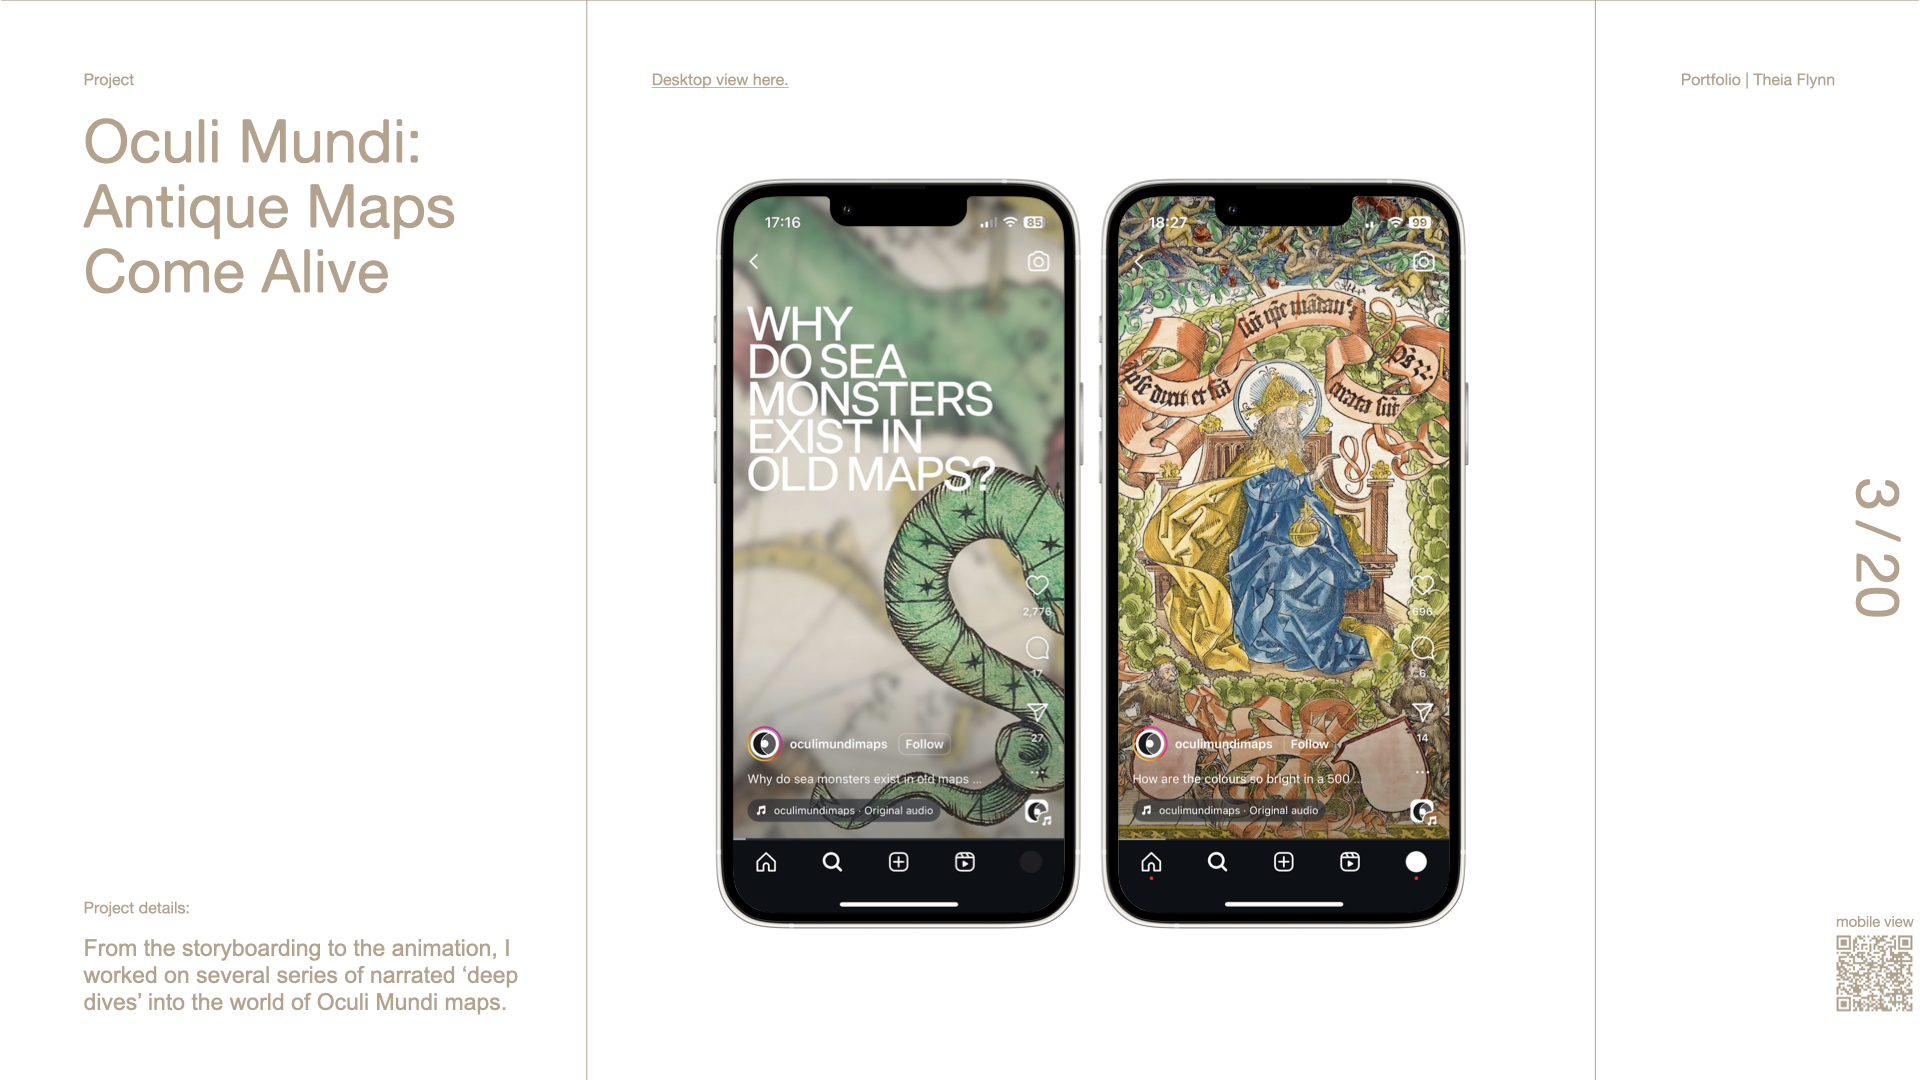 Project
Oculi Mundi:
Antique Maps
Come Alive
Project details:
From the storyboarding to the animation, I
worked on several series of narrated ‘deep
dives’ into the world of Oculi Mundi maps.
Desktop view here.
17:16
85
WHY
DO SEA
MONSTERS
EXIST IN
OLD MAPS?
2,776
17
27
oculimundimaps
Follow
Why do sea monsters exist in old maps ...
oculimundimaps · Original audio
18:27
99
696
6
14
oculimundimaps
Follow
How are the colours so bright in a 500 ...
oculimundimaps · Original audio
Portfolio | Theia Flynn
3 / 20
mobile view